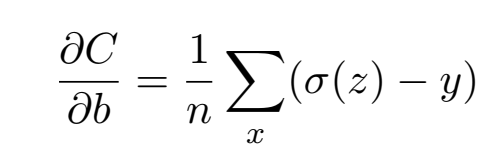 ∂C/∂b = 1/n ∑ₓ (σ(z) − y)